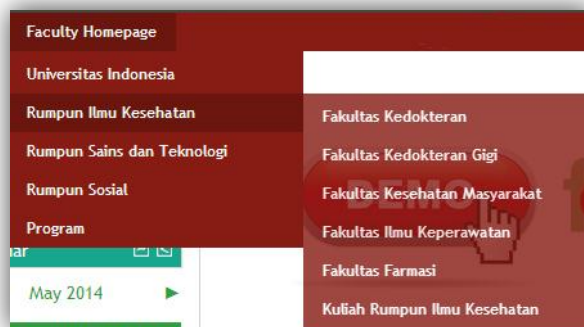 Faculty Homepage
Universitas Indonesia
Rumpun Ilmu Kesehatan
Rumpun Sains dan Teknologi
Rumpun Sosial
Program
May 2014
Fakultas Kedokteran
Fakultas Kedokteran Gigi
Fakultas Kesehatan Masyarakat
DEMO
Fakultas Ilmu Keperawatan
Fakultas Farmasi
Kuliah Rumpun Ilmu Kesehatan